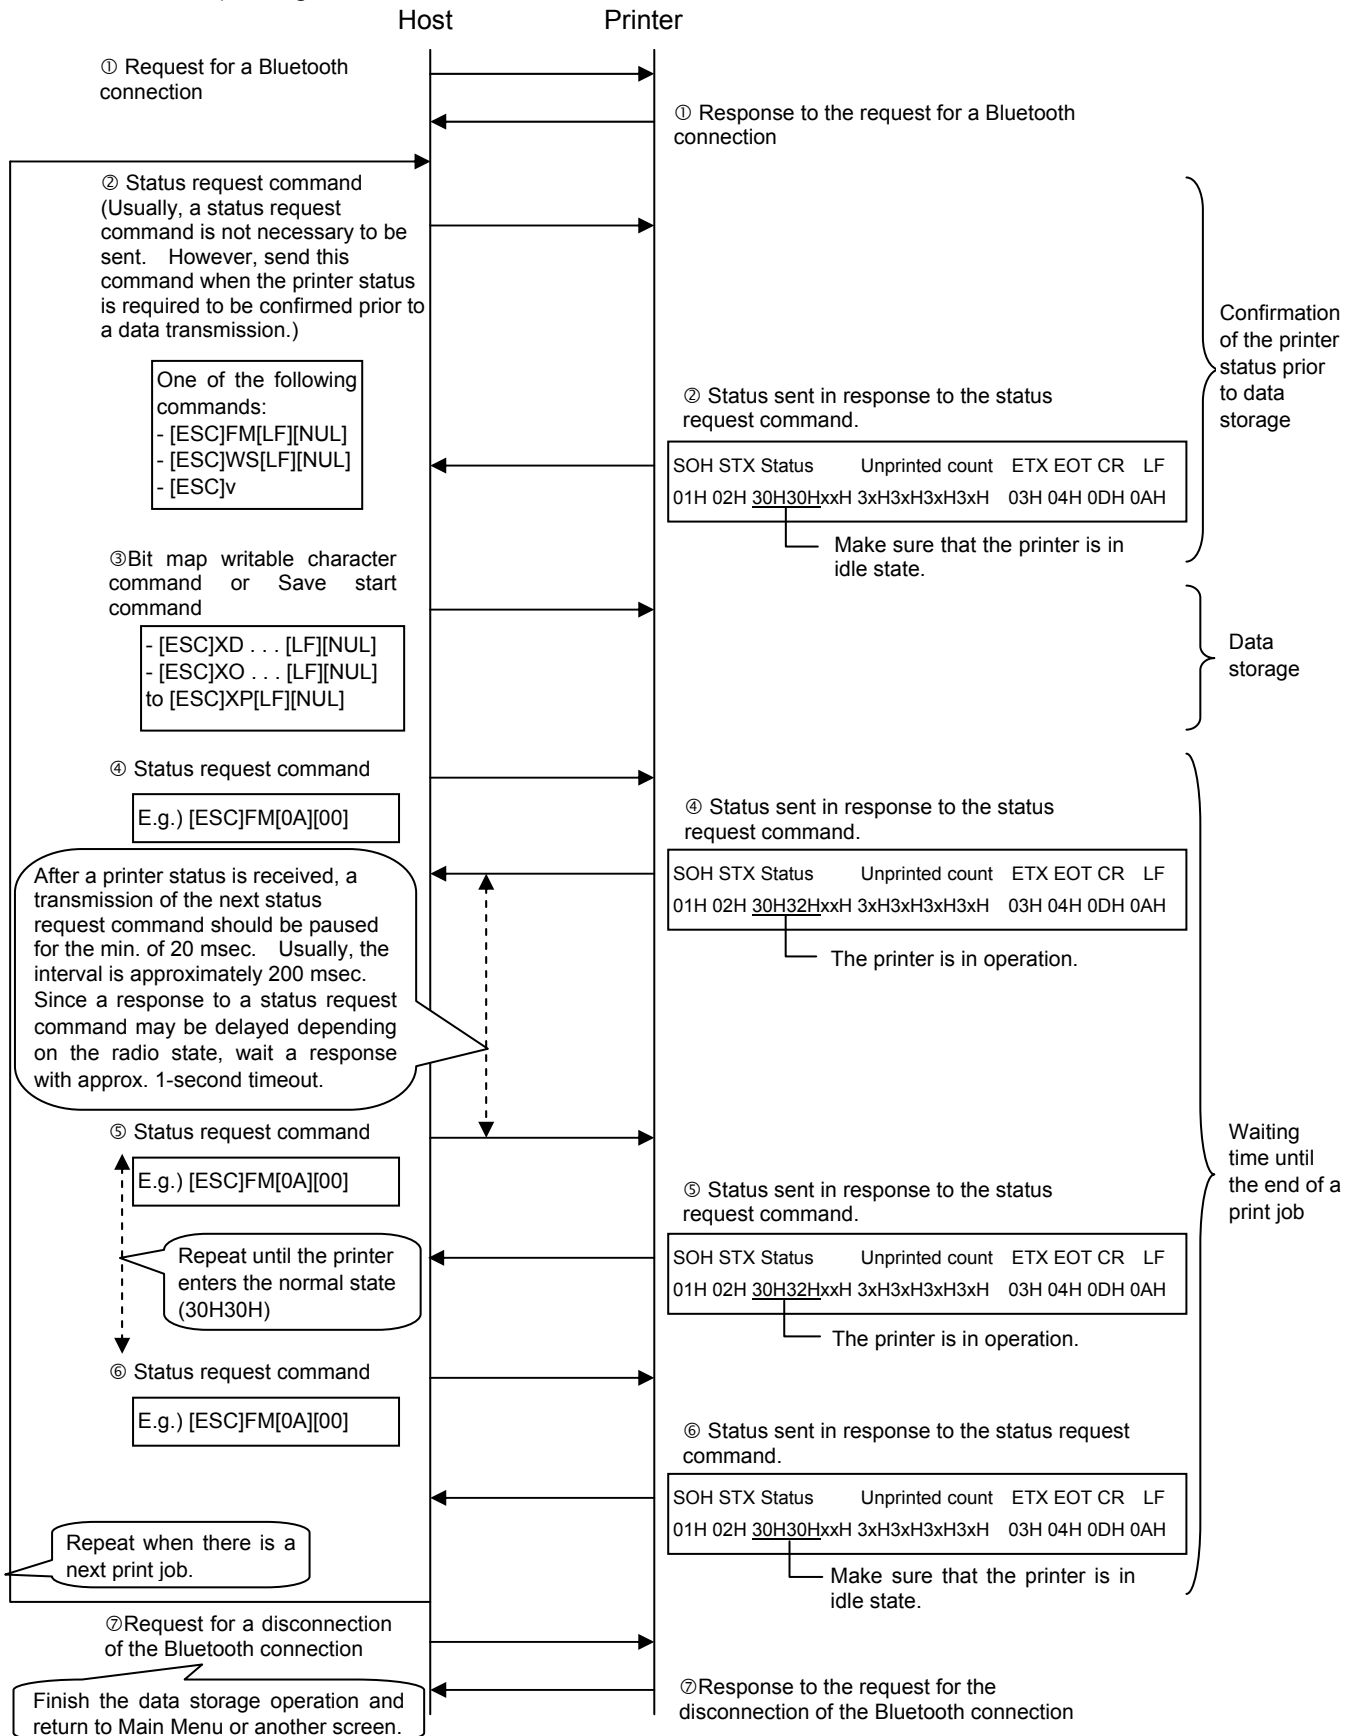 Host
Printer
① Request for a Bluetooth
connection
① Response to the request for a Bluetooth
connection
② Status request command
(Usually, a status request
command is not necessary to be
sent. However, send this
command when the printer status
is required to be confirmed prior to
a data transmission.)
One of the following
commands:
- [ESC]FM[LF][NUL]
- [ESC]WS[LF][NUL]
- [ESC]v
② Status sent in response to the status
request command.
SOH STX Status Unprinted count ETX EOT CR LF
01H 02H 30H30HxxH 3xH3xH3xH3xH 03H 04H 0DH 0AH
Make sure that the printer is in
idle state.
Confirmation
of the printer
status prior
to data
storage
③Bit map writable character
command or Save start
command
- [ESC]XD . . . [LF][NUL]
- [ESC]XO . . . [LF][NUL]
to [ESC]XP[LF][NUL]
Data
storage
④ Status request command
E.g.) [ESC]FM[0A][00]
④ Status sent in response to the status
request command.
SOH STX Status Unprinted count ETX EOT CR LF
01H 02H 30H32HxxH 3xH3xH3xH3xH 03H 04H 0DH 0AH
The printer is in operation.
After a printer status is received, a
transmission of the next status
request command should be paused
for the min. of 20 msec. Usually, the
interval is approximately 200 msec.
Since a response to a status request
command may be delayed depending
on the radio state, wait a response
with approx. 1-second timeout.
⑤ Status request command
E.g.) [ESC]FM[0A][00]
Repeat until the printer
enters the normal state
(30H30H)
⑤ Status sent in response to the status
request command.
SOH STX Status Unprinted count ETX EOT CR LF
01H 02H 30H32HxxH 3xH3xH3xH3xH 03H 04H 0DH 0AH
The printer is in operation.
Waiting
time until
the end of a
print job
⑥ Status request command
E.g.) [ESC]FM[0A][00]
⑥ Status sent in response to the status request
command.
SOH STX Status Unprinted count ETX EOT CR LF
01H 02H 30H30HxxH 3xH3xH3xH3xH 03H 04H 0DH 0AH
Make sure that the printer is in
idle state.
Repeat when there is a
next print job.
⑦Request for a disconnection
of the Bluetooth connection
Finish the data storage operation and
return to Main Menu or another screen.
⑦Response to the request for the
disconnection of the Bluetooth connection